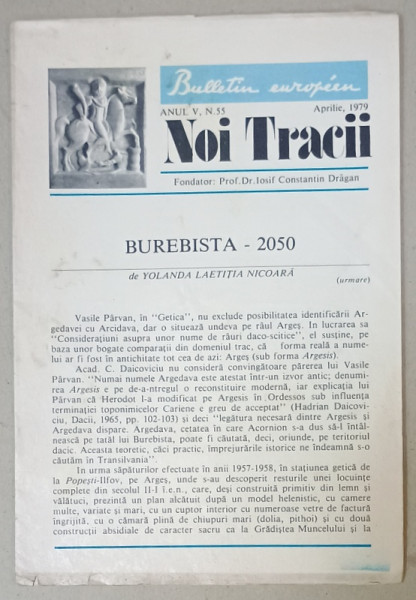 Bulletin européen
ANUL V, N.55
Aprilie, 1979
Noi Tracii
Fondator: Prof.Dr.Iosif Constantin Drăgan
BUREBISTA - 2050
de YOLANDA LAETIȚIA NICOARĂ
(urmare)
Vasile Pârvan, în "Getica", nu exclude posibilitatea identificării Ar-
gedavei cu Arcidava, dar o situează undeva pe râul Argeș. In lucrarea sa
"Considerațiuni asupra unor nume de râuri daco-scitice", el susține, pe
baza unor bogate comparații din domeniul trac, că forma reală a nume-
lui ar fi fost în antichitate tot cea de azi: Argeș (sub forma Argesis).
Acad. C. Daicoviciu nu consideră convingătoare părerea lui Vasile
Pârvan. "Numai numele Argedava este atestat într-un izvor antic; denumi-
rea Argesis e pe de-a-ntregul o reconstituire modernă, iar explicația lui
Pârvan că Herodot l-a modificat pe Argesis în Ordessos sub influența
terminației toponimicelor Cariene e greu de acceptat" (Hadrian Daicovi-
ciu, Dacii, 1965, pp. 102-103) și deci "legătura necesară dintre Argesis și
Argedava dispare. Argedava, cetatea în care Acornion s-a dus să-l întâl-
nească pe tatăl lui Burebista, poate fi căutată, deci, oriunde, pe teritoriul
dacic. Aceasta teoretic, căci practic, împrejurările istorice ne îndeamnă s-o
căutăm în Transilvania".
In urma săpăturilor efectuate în anii 1957-1958, în stațiunea getică de
la Popești-Ilfov, pe Argeș, unde s-au descoperit resturile unei locuințe
complete din secolul II-I î.e.n., care, deși construită primitiv din lemn și
vălătuci, prezintă un plan alcătuit după un model helenistic, cu camere
multe, variate și mari, cu un cuptor interior cu numeroase vetre de factură
îngrijită, cu o cămară plină de chiupuri mari (dolia, pithoi) și cu două
construcții absidale de caracter sacru ca la Grădiștea Muncelului și la